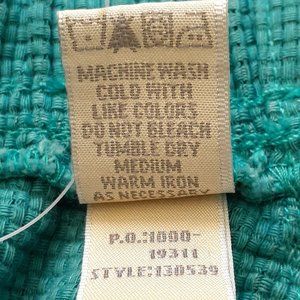 MACHINE WASH
COLD WITH
LIKE COLORS
DO NOT BLEACH
TUMBLE DRY
MEDIUM
WARM IRON
AS NECESSARY
P.O.:1000-
19311
STYLE:130539